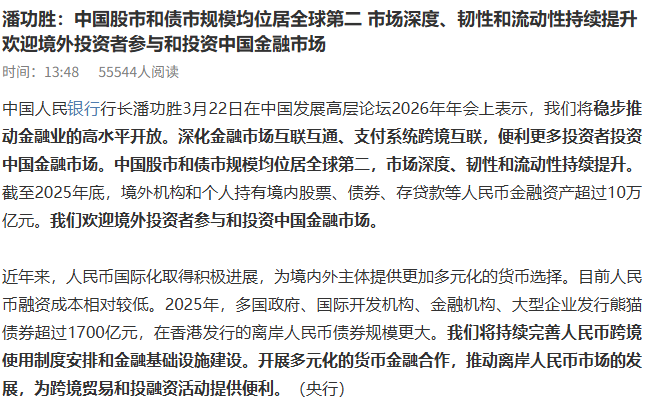 潘功胜：中国股市和债市规模均位居全球第二 市场深度、韧性和流动性持续提升
欢迎境外投资者参与和投资中国金融市场
时间：13:48 55544人阅读
中国人民银行行长潘功胜3月22日在中国发展高层论坛2026年年会上表示，我们将稳步推
动金融业的高水平开放。深化金融市场互联互通、支付系统跨境互联，便利更多投资者投资
中国金融市场。中国股市和债市规模均位居全球第二，市场深度、韧性和流动性持续提升。
截至2025年底，境外机构和个人持有境内股票、债券、存贷款等人民币金融资产超过10万
亿元。我们欢迎境外投资者参与和投资中国金融市场。
近年来，人民币国际化取得积极进展，为境内外主体提供更加多元化的货币选择。目前人民
币融资成本相对较低。2025年，多国政府、国际开发机构、金融机构、大型企业发行熊猫
债券超过1700亿元，在香港发行的离岸人民币债券规模更大。我们将持续完善人民币跨境
使用制度安排和金融基础设施建设。开展多元化的货币金融合作，推动离岸人民币市场的发
展，为跨境贸易和投融资活动提供便利。（央行）